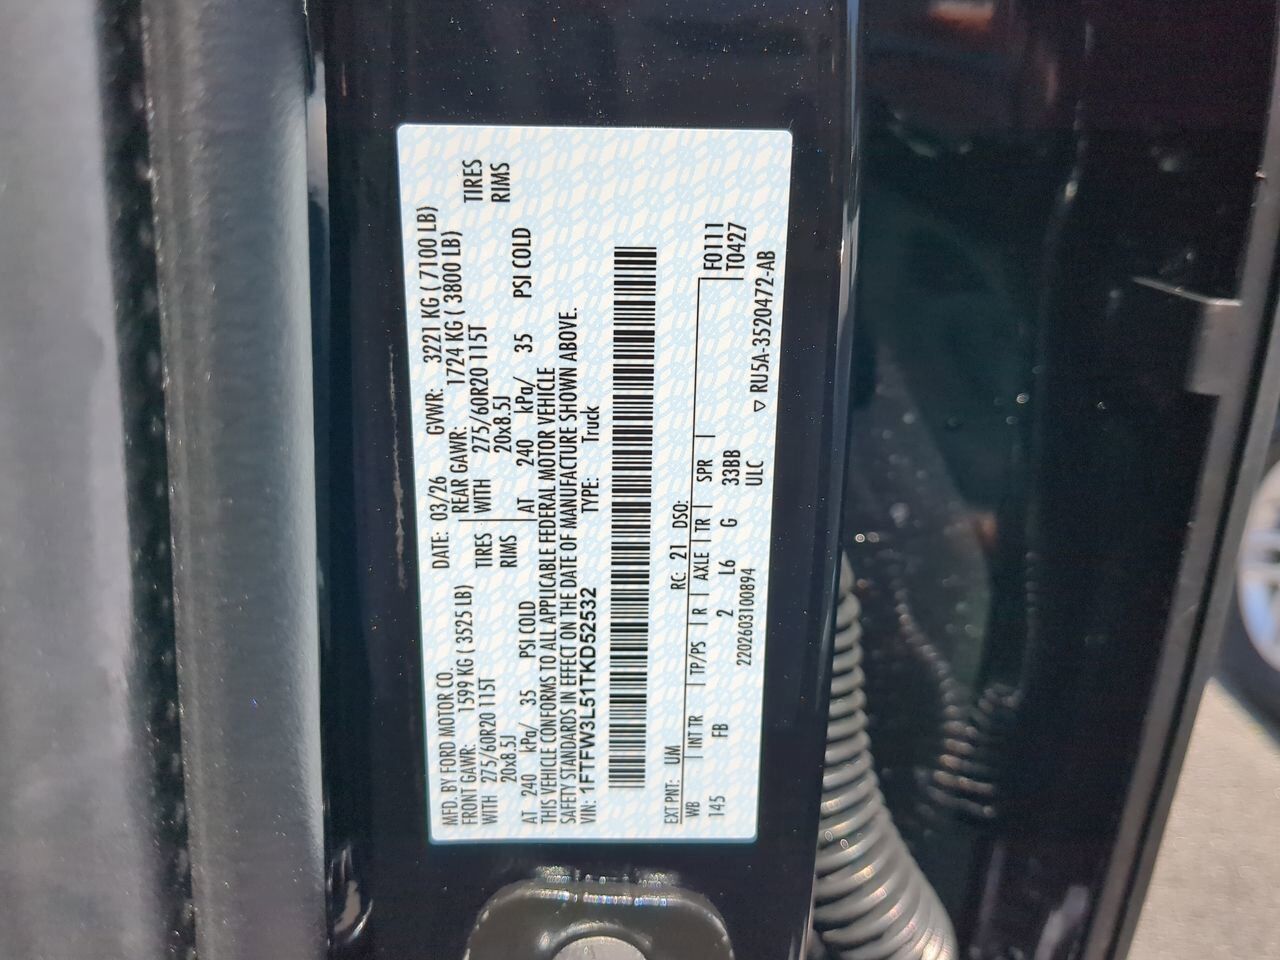 MFD. BY FORD MOTOR CO. DATE: 03/26 GVWR: 3221 KG ( 7100 LB)
FRONT GAWR: 1599 KG ( 3525 LB) REAR GAWR: 1724 KG ( 3800 LB)
WITH 275/60R20 115T TIRES WITH 275/60R20 115T TIRES
20x8.5J RIMS 20x8.5J RIMS
AT 240 kPa/ 35 PSI COLD AT 240 kPa/ 35 PSI COLD
THIS VEHICLE CONFORMS TO ALL APPLICABLE FEDERAL MOTOR VEHICLE
SAFETY STANDARDS IN EFFECT ON THE DATE OF MANUFACTURE SHOWN ABOVE.
VIN: 1FTFW3L51TKD52532 TYPE: Truck
EXT PNT: UM RC: 21 DSO:
WB INT TR TP/PS R AXLE TR SPR F0111
145 FB 2 L6 G 33BB T0427
2202603100894 ULC
▽ RU5A-3520472-AB